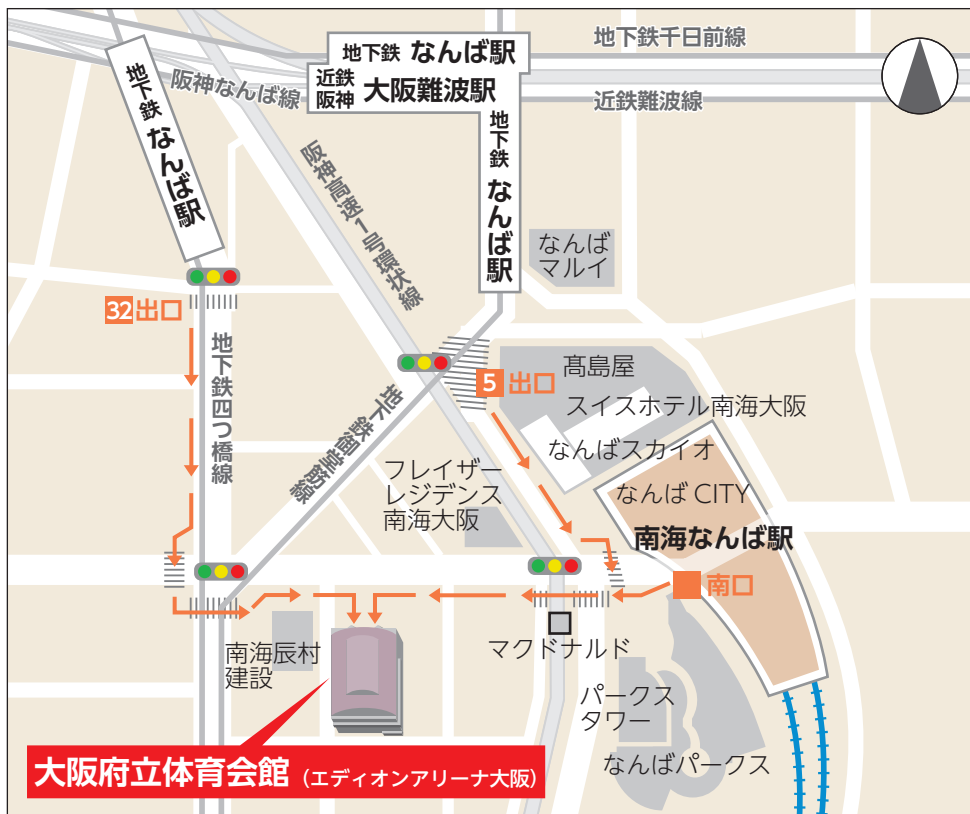 地下鉄 なんば駅
近鉄
阪神 大阪難波駅
地下鉄千日前線
近鉄難波線
阪神なんば線
地下鉄 なんば駅
地下鉄 なんば駅
阪神高速1号環状線
なんば
マルイ
32 出口
地下鉄四つ橋線
地下鉄御堂筋線
5 出口
髙島屋
スイスホテル南海大阪
なんばスカイオ
なんば CITY
フレイザー
レジデンス
南海大阪
南海なんば駅
南口
南海辰村
建設
マクドナルド
パークス
タワー
なんばパークス
大阪府立体育会館 (エディオンアリーナ大阪)